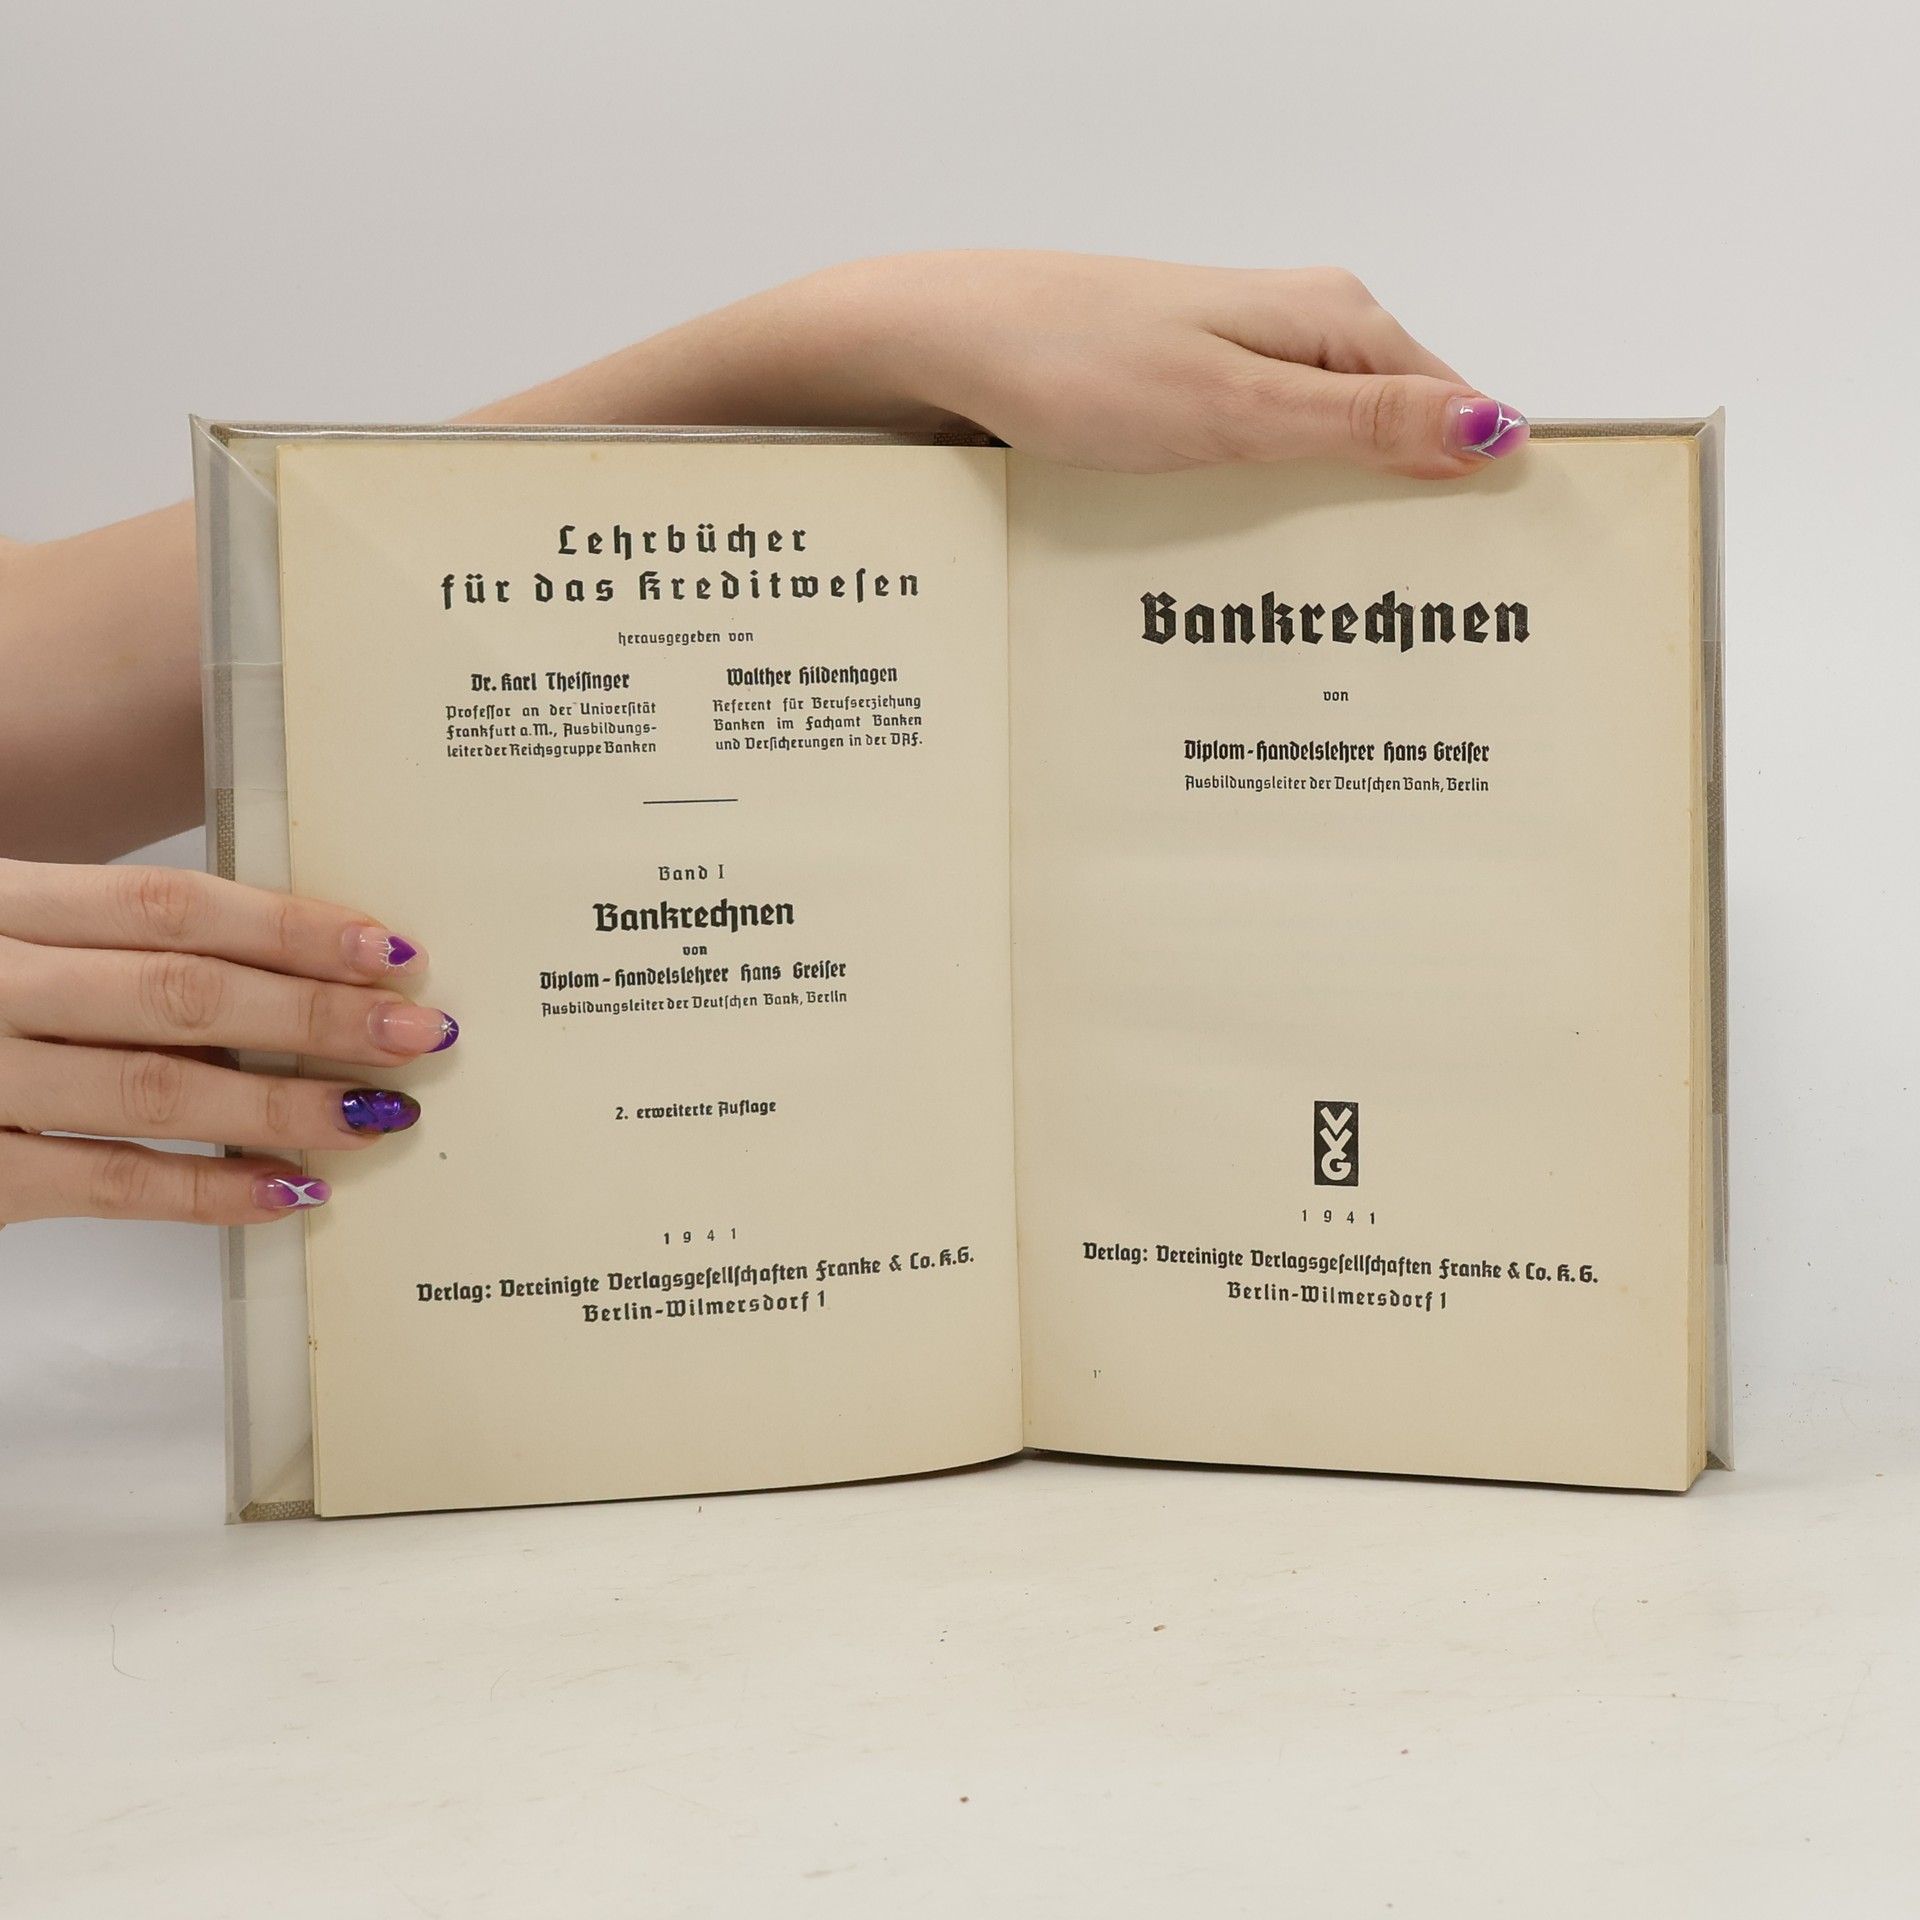 Lehrbücher
für das Kreditweſen
herausgegeben von
Dr. Karl Theiſinger
Profeſſor an der Univerſität
Frankfurt a. M., Ausbildungs-
leiter der Reichsgruppe Banken
Walther Hildenhagen
Referent für Berufserziehung
Banken im Fachamt Banken
und Verſicherungen in der DAF.
Band I
Bankrechnen
von
Diplom-Handelslehrer Hans Greiſer
Ausbildungsleiter der Deutſchen Bank, Berlin
2. erweiterte Auflage
1941
Verlag: Vereinigte Verlagsgeſellſchaften Franke & Co. K.G.
Berlin-Wilmersdorf 1
Bankrechnen
von
Diplom-Handelslehrer Hans Greiſer
Ausbildungsleiter der Deutſchen Bank, Berlin
VVG
1941
Verlag: Vereinigte Verlagsgeſellſchaften Franke & Co. K. G.
Berlin-Wilmersdorf 1
1*